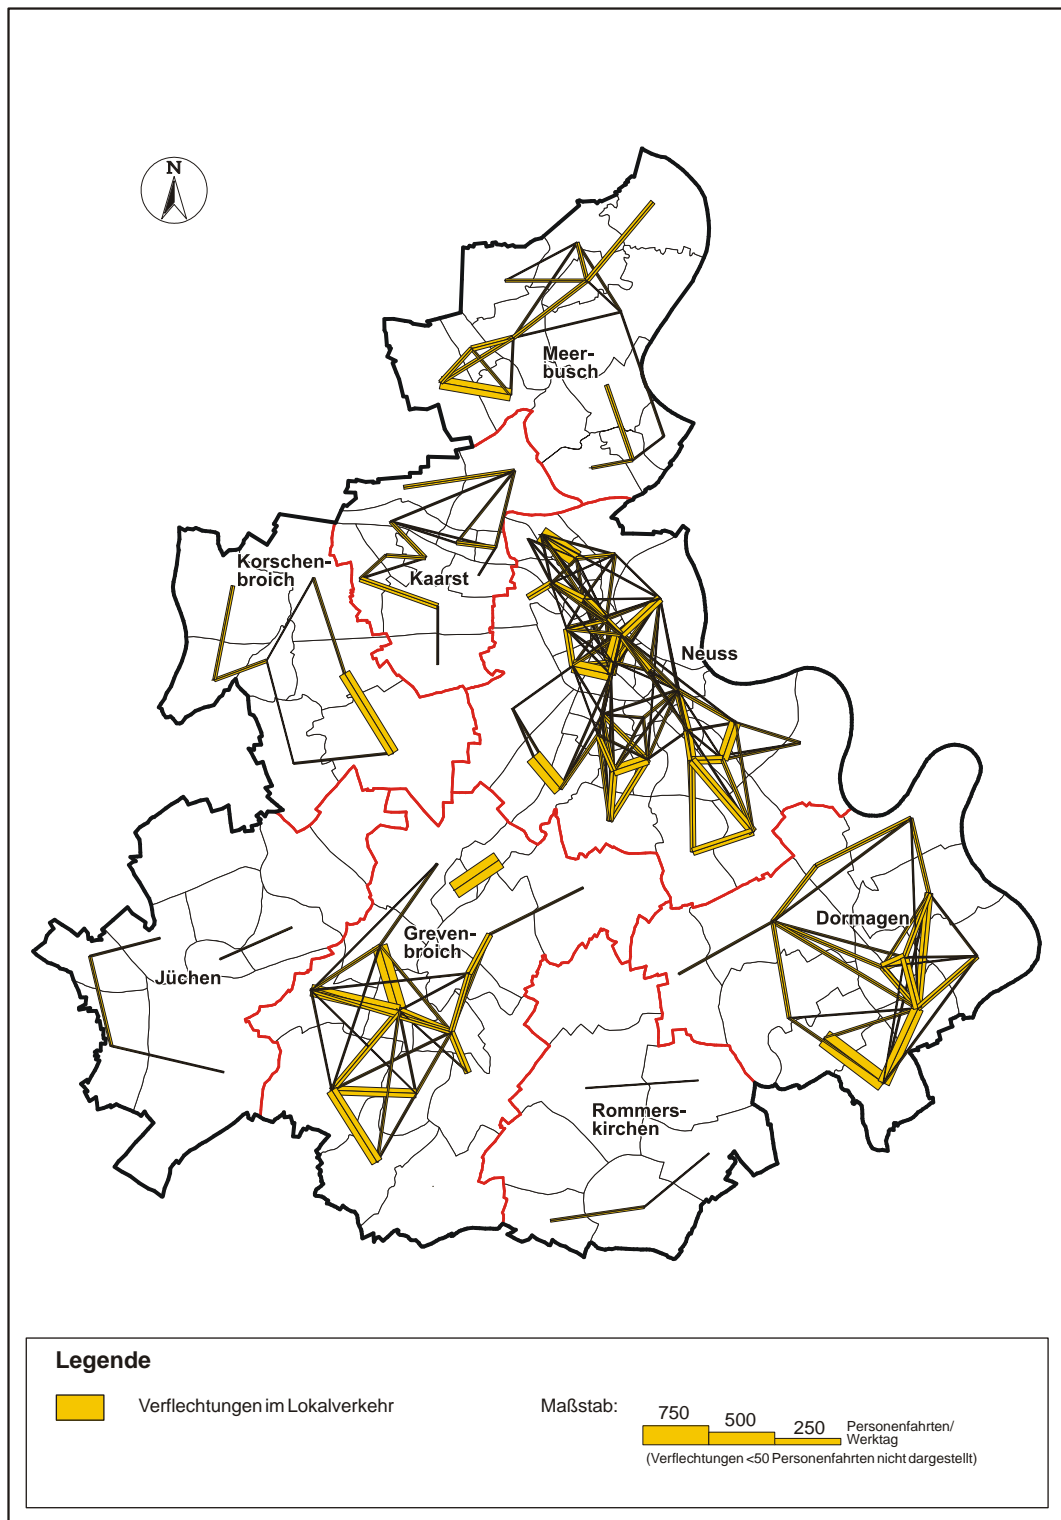 N
Meer-
busch
Korschen-
broich
Kaarst
Neuss
Dormagen
Greven-
broich
Jüchen
Rommers-
kirchen
Legende
Verflechtungen im Lokalverkehr
Maßstab:
750 500 250
Personenfahrten/
Werktag
(Verflechtungen <50 Personenfahrten nicht dargestellt)